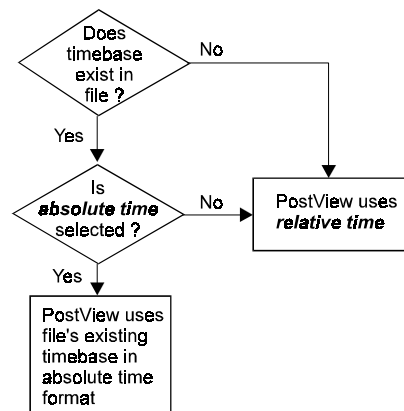 Does
timebase
exist in
file ?
No
Yes
Is
absolute time
selected ?
No
PostView uses
relative time
Yes
PostView uses
file's existing
timebase in
absolute time
format